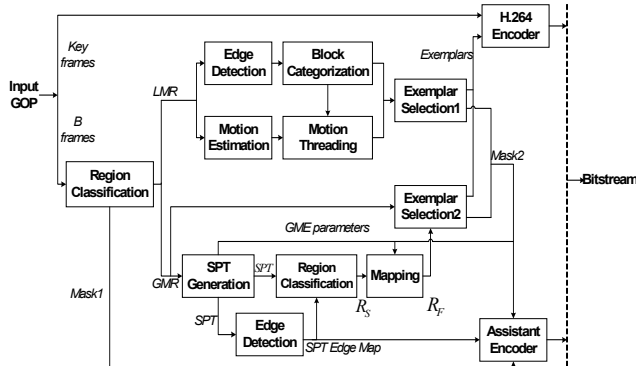 H.264
Encoder
Key
frames
Exemplars
Edge
Detection
Block
Categorization
Input
GOP
LMR
Exemplar
Selection1
B
frames
Motion
Estimation
Motion
Threading
Mask2
Region
Classification
Bitstream
Exemplar
Selection2
GME parameters
SPT
Generation
SPT
Region
Classification
Mapping
GMR
Mask1
R_S
R_F
SPT
Edge
Detection
SPT Edge Map
Assistant
Encoder